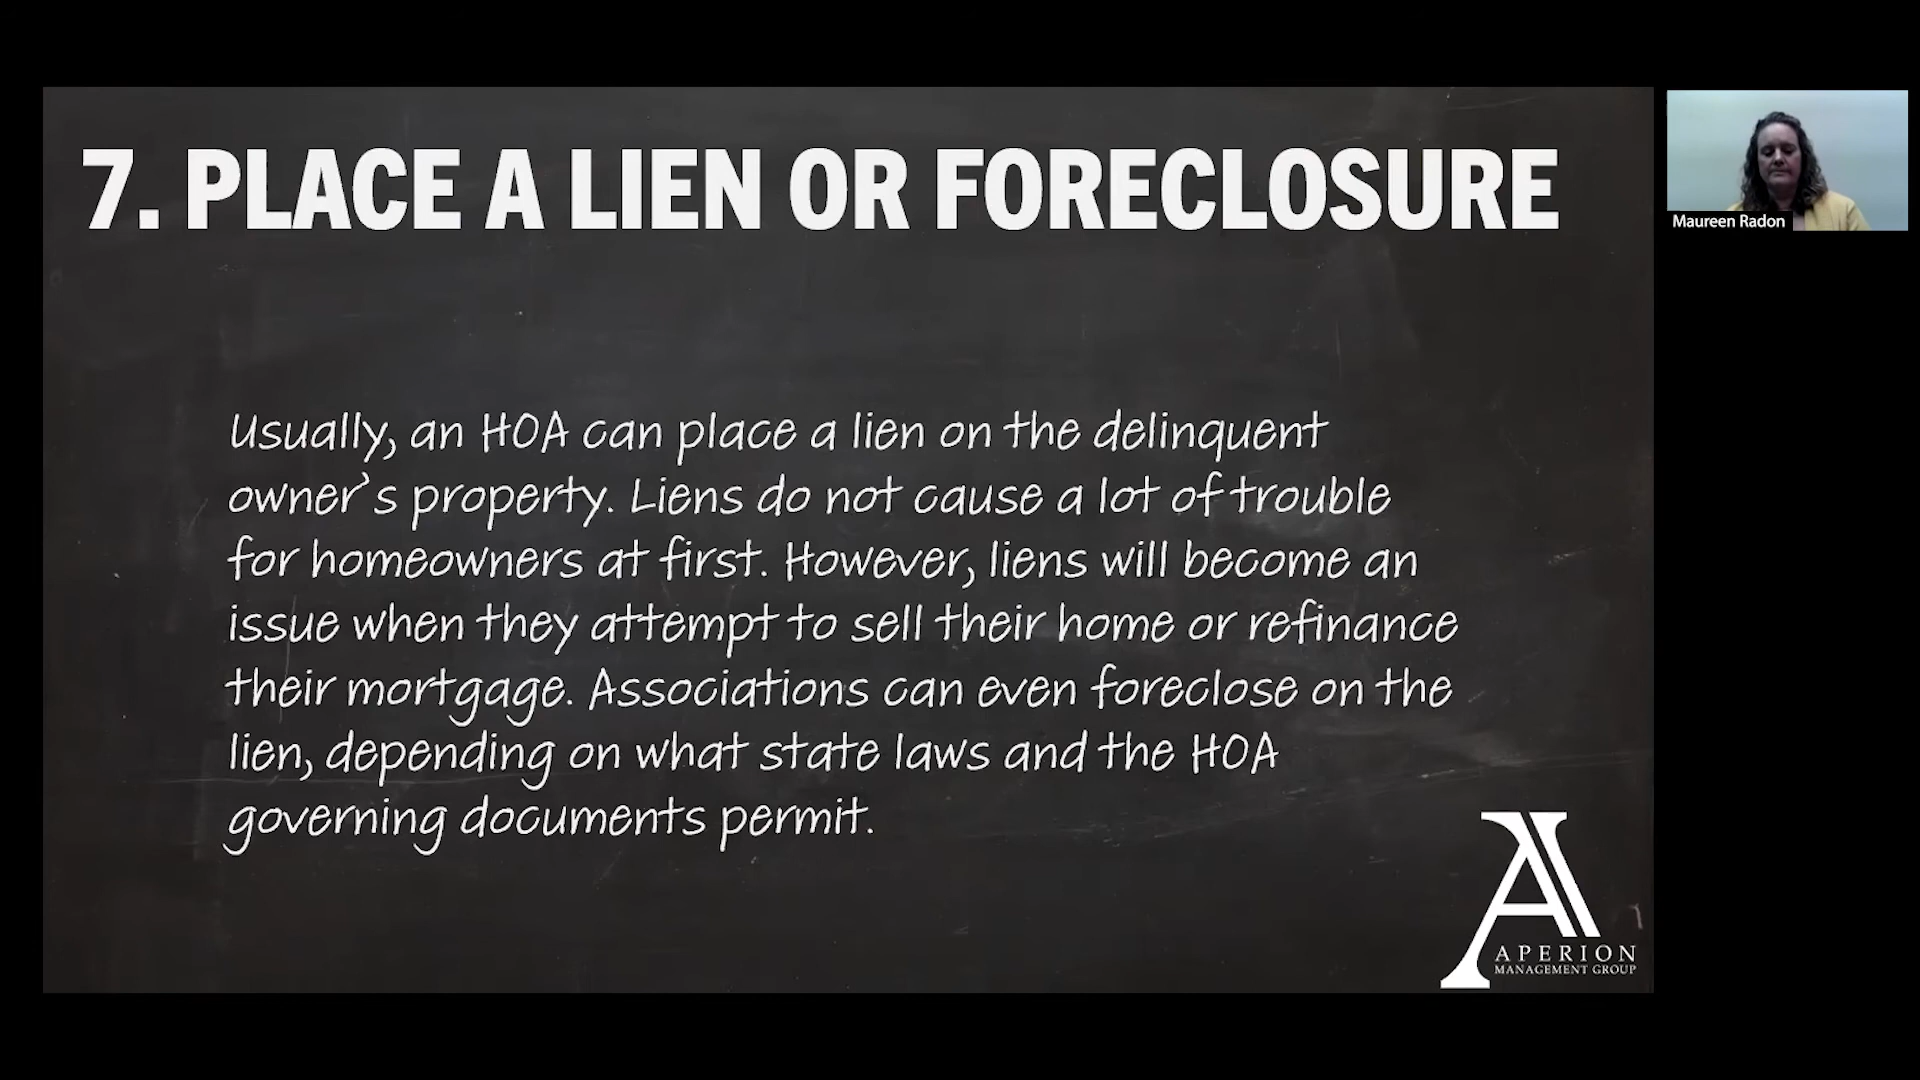 7. PLACE A LIEN OR FORECLOSURE
Maureen Radon
Usually, an HOA can place a lien on the delinquent
owner's property. Liens do not cause a lot of trouble
for homeowners at first. However, liens will become an
issue when they attempt to sell their home or refinance
their mortgage. Associations can even foreclose on the
lien, depending on what state laws and the HOA
governing documents permit.
APERION
MANAGEMENT GROUP